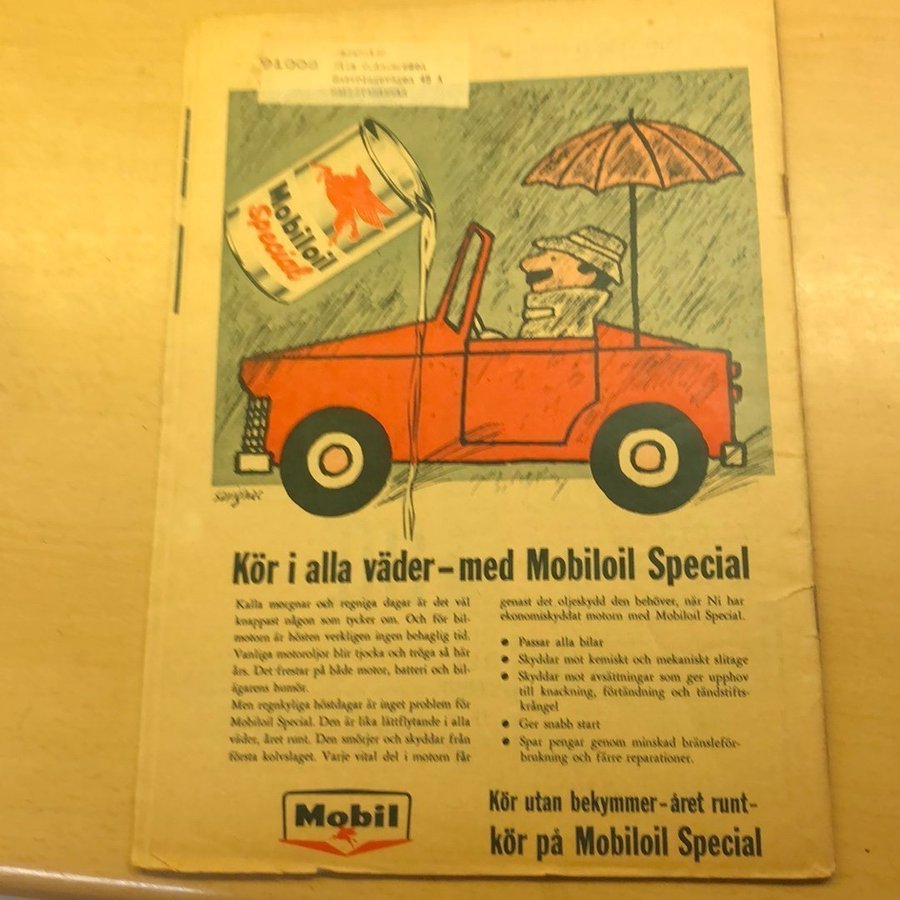 Mobiloil
Special
savignac
Kör i alla väder–med Mobiloil Special
Kalla morgnar och regniga dagar är det väl
knappast någon som tycker om. Och för bil-
motorn är hösten verkligen ingen behaglig tid.
Vanliga motoroljor blir tjocka och tröga så här
års. Det frestar på både motor, batteri och bil-
ägarens humör.
Men regnkyliga höstdagar är inget problem för
Mobiloil Special. Den är lika lättflytande i alla
väder, året runt. Den smörjer och skyddar från
första kolvslaget. Varje vital del i motorn får
genast det oljeskydd den behöver, när Ni har
ekonomiskyddat motorn med Mobiloil Special.
● Passar alla bilar
● Skyddar mot kemiskt och mekaniskt slitage
● Skyddar mot avsättningar som ger upphov
till knackning, förtändning och tändstifts-
krångel
● Ger snabb start
● Spar pengar genom minskad bränsleför-
brukning och färre reparationer.
Mobil
Kör utan bekymmer–året runt–
kör på Mobiloil Special